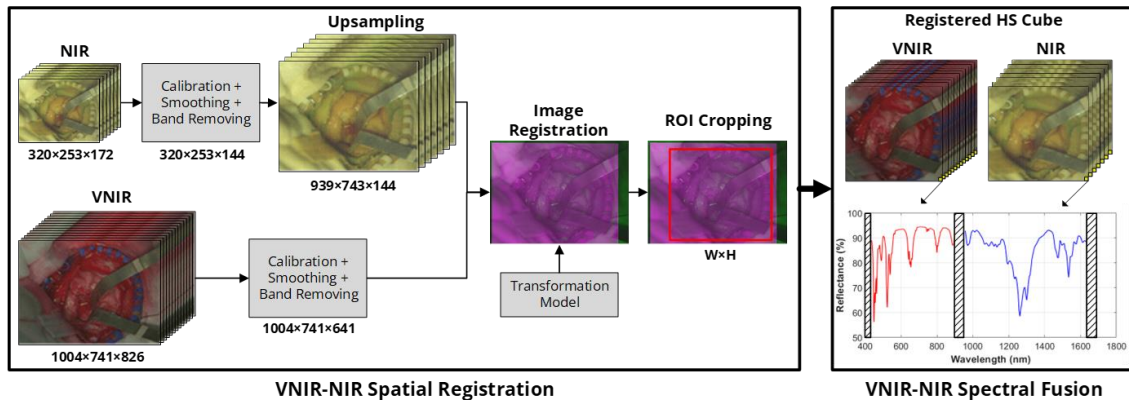 NIR
320×253×172
Calibration +
Smoothing +
Band Removing
320×253×144
Upsampling
939×743×144
VNIR
1004×741×826
Calibration +
Smoothing +
Band Removing
1004×741×641
Image
Registration
Transformation
Model
ROI Cropping
W×H
VNIR-NIR Spatial Registration
Registered HS Cube
VNIR
NIR
Reflectance (%)
100
90
80
70
60
50
400 600 800 1000 1200 1400 1600 1800
Wavelength (nm)
VNIR-NIR Spectral Fusion